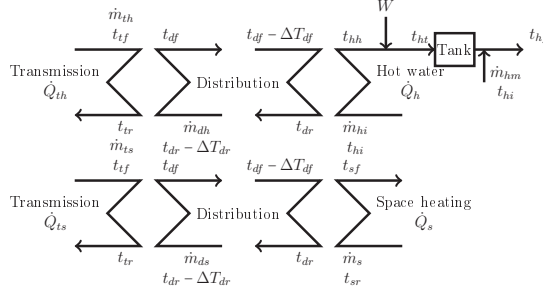 W
ṁ_th
t_tf t_df t_df − ΔT_df t_hh t_ht Tank t_h
Transmission Distribution Hot water ṁ_hm
Q̇_th Q̇_h t_hi
t_tr ṁ_dh t_dr ṁ_hi
ṁ_ts t_dr − ΔT_dr t_hi
t_tf t_df t_df − ΔT_df t_sf
Transmission Distribution Space heating
Q̇_ts Q̇_s
t_tr ṁ_ds t_dr ṁ_s
t_dr − ΔT_dr t_sr